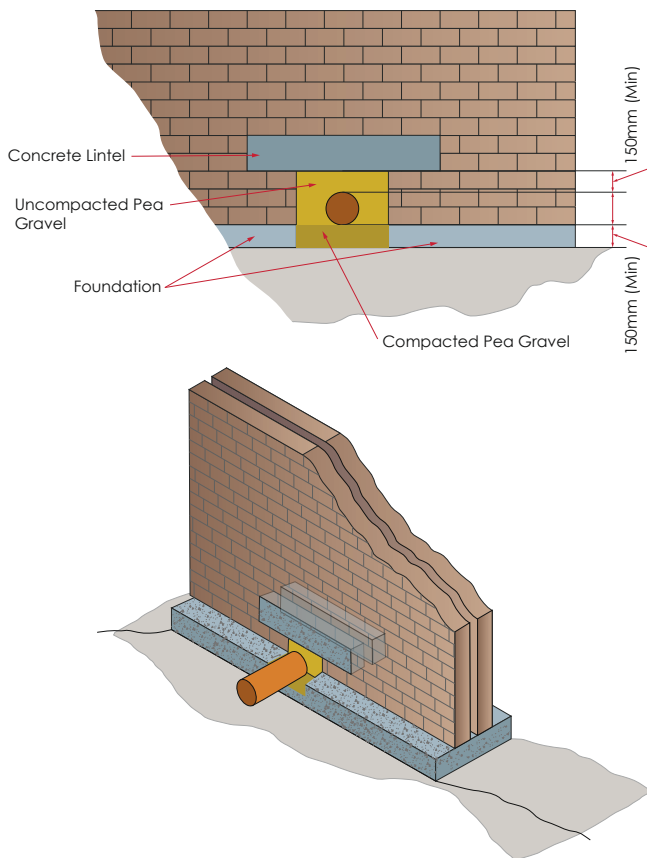 150mm (Min)
Concrete Lintel
Uncompacted Pea
Gravel
Foundation
150mm (Min)
Compacted Pea Gravel